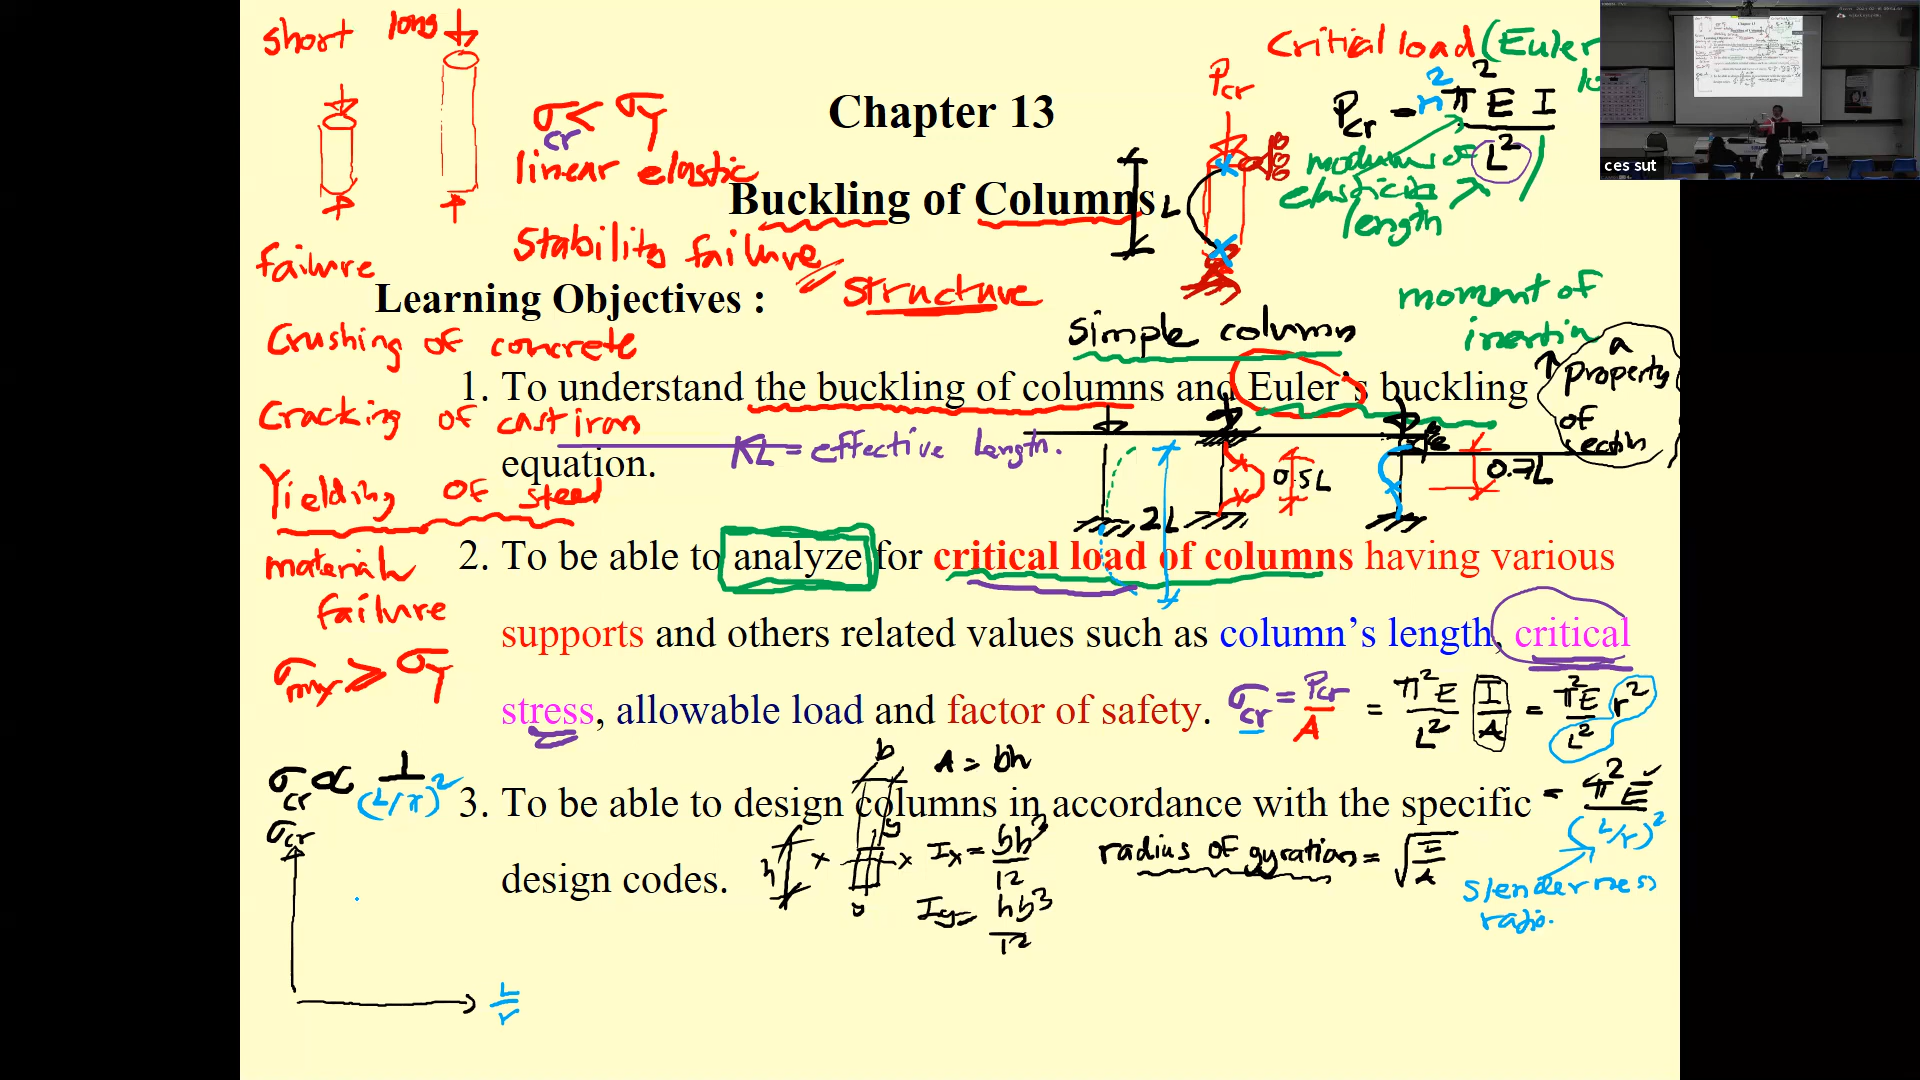 short
long
σcr < σY
linear elastic
Chapter 13
Buckling of Columns
Critical load (Euler
Pcr
Pcr = n² π² E I
L²
modulus of
elasticity
length
L
ces sut
stability failure
structure
failure
Learning Objectives :
moment of
inertia
a
property
of
section
simple column
Crushing of concrete
1. To understand the buckling of columns and Euler's buckling
Cracking of cast iron
KL = effective length.
equation.
0.5L
0.7L
2L
Yielding of steel
2. To be able to analyze for critical load of columns having various
material
failure
supports and others related values such as column's length, critical
σmax ≥ σY
stress, allowable load and factor of safety.
σcr = Pcr / A = π²E / L² I / A = π²E / L² r²
= π²E / (L/r)²
σcr ∝ 1 / (L/r)²
b
A = bh
3. To be able to design columns in accordance with the specific
σcr
h
x
x
y
y
Ix = bh³ / 12
radius of gyration = √I/A
design codes.
Iy = hb³ / 12
slenderness
ratio.
L/r